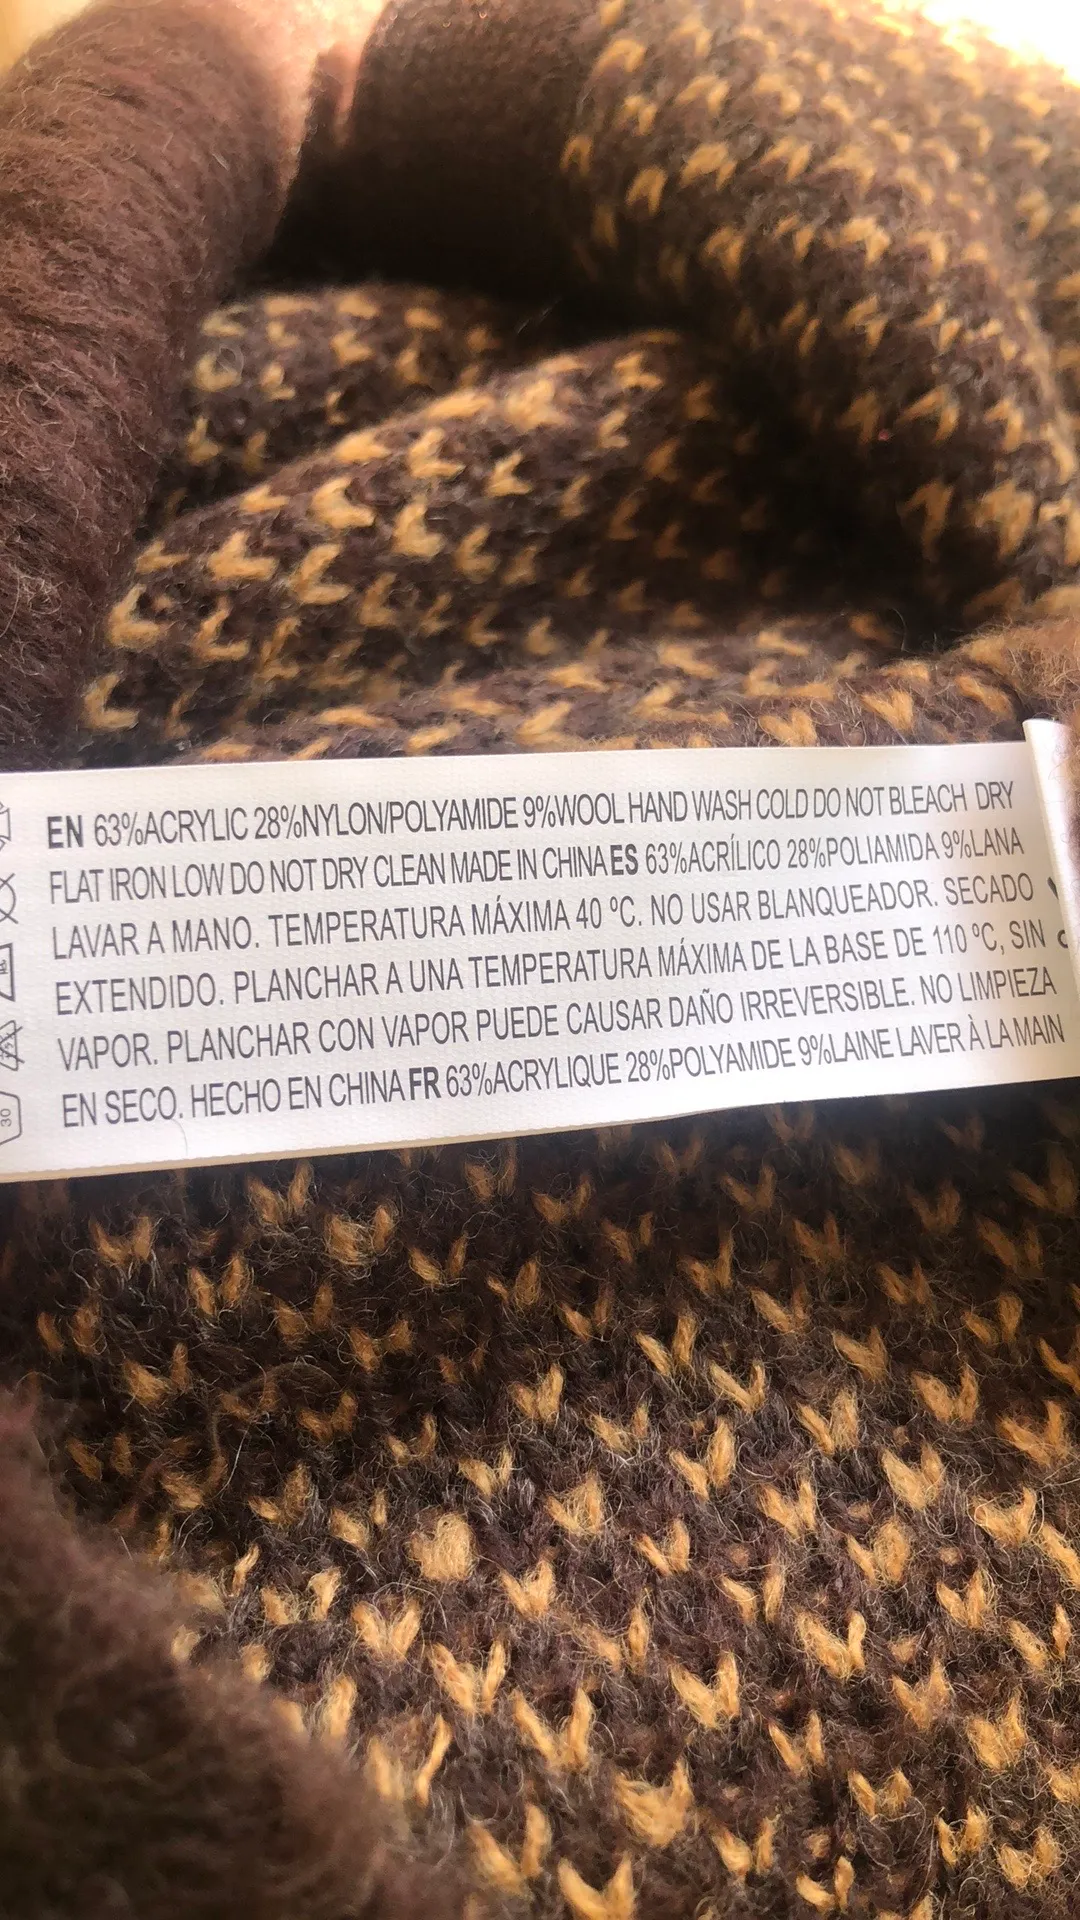 EN 63%ACRYLIC 28%NYLON/POLYAMIDE 9%WOOL HAND WASH COLD DO NOT BLEACH DRY
FLAT IRON LOW DO NOT DRY CLEAN MADE IN CHINA ES 63%ACRÍLICO 28%POLIAMIDA 9%LANA
LAVAR A MANO. TEMPERATURA MÁXIMA 40 ºC. NO USAR BLANQUEADOR. SECADO
EXTENDIDO. PLANCHAR A UNA TEMPERATURA MÁXIMA DE LA BASE DE 110 ºC, SIN
VAPOR. PLANCHAR CON VAPOR PUEDE CAUSAR DAÑO IRREVERSIBLE. NO LIMPIEZA
EN SECO. HECHO EN CHINA FR 63%ACRYLIQUE 28%POLYAMIDE 9%LAINE LAVER À LA MAIN
30